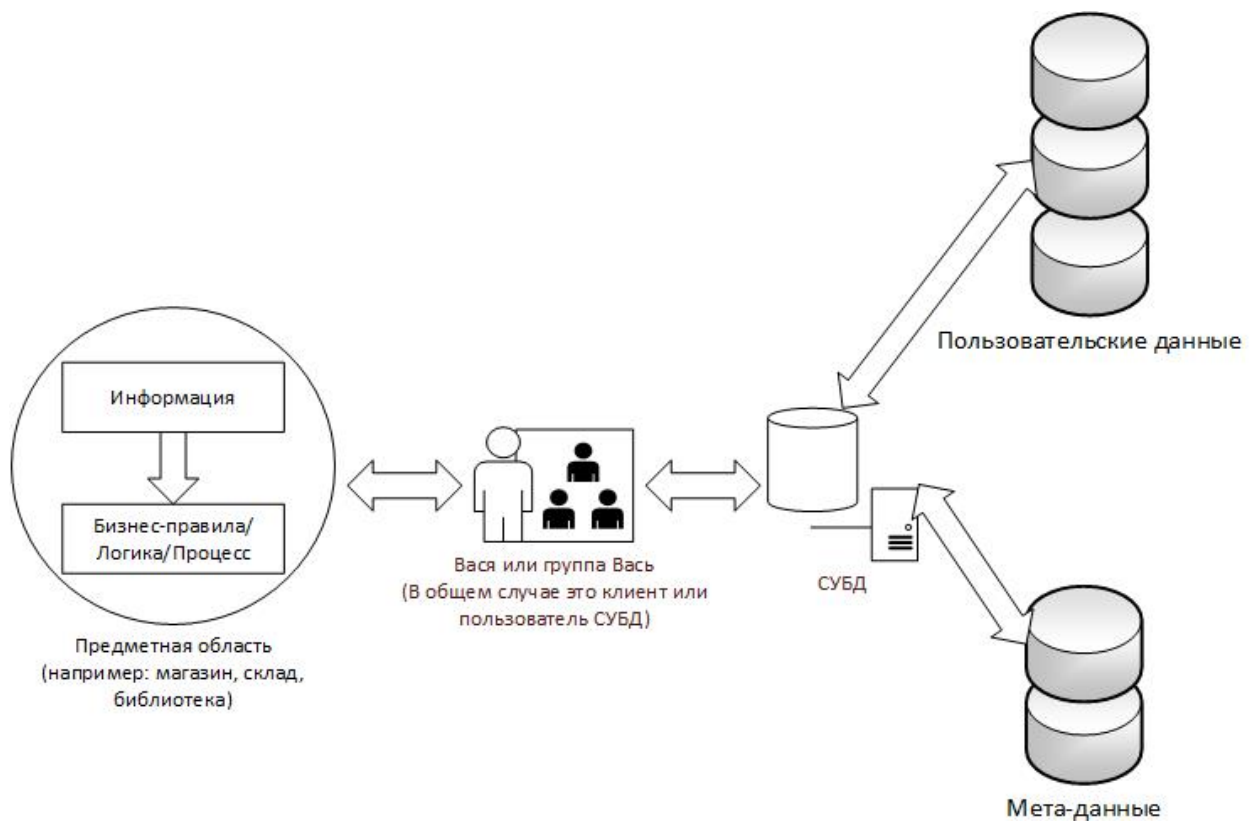 Информация
Бизнес-правила/
Логика/Процесс
Предметная область
(например: магазин, склад,
библиотека)
Вася или группа Вась
(В общем случае это клиент или
пользователь СУБД)
СУБД
Пользовательские данные
Мета-данные